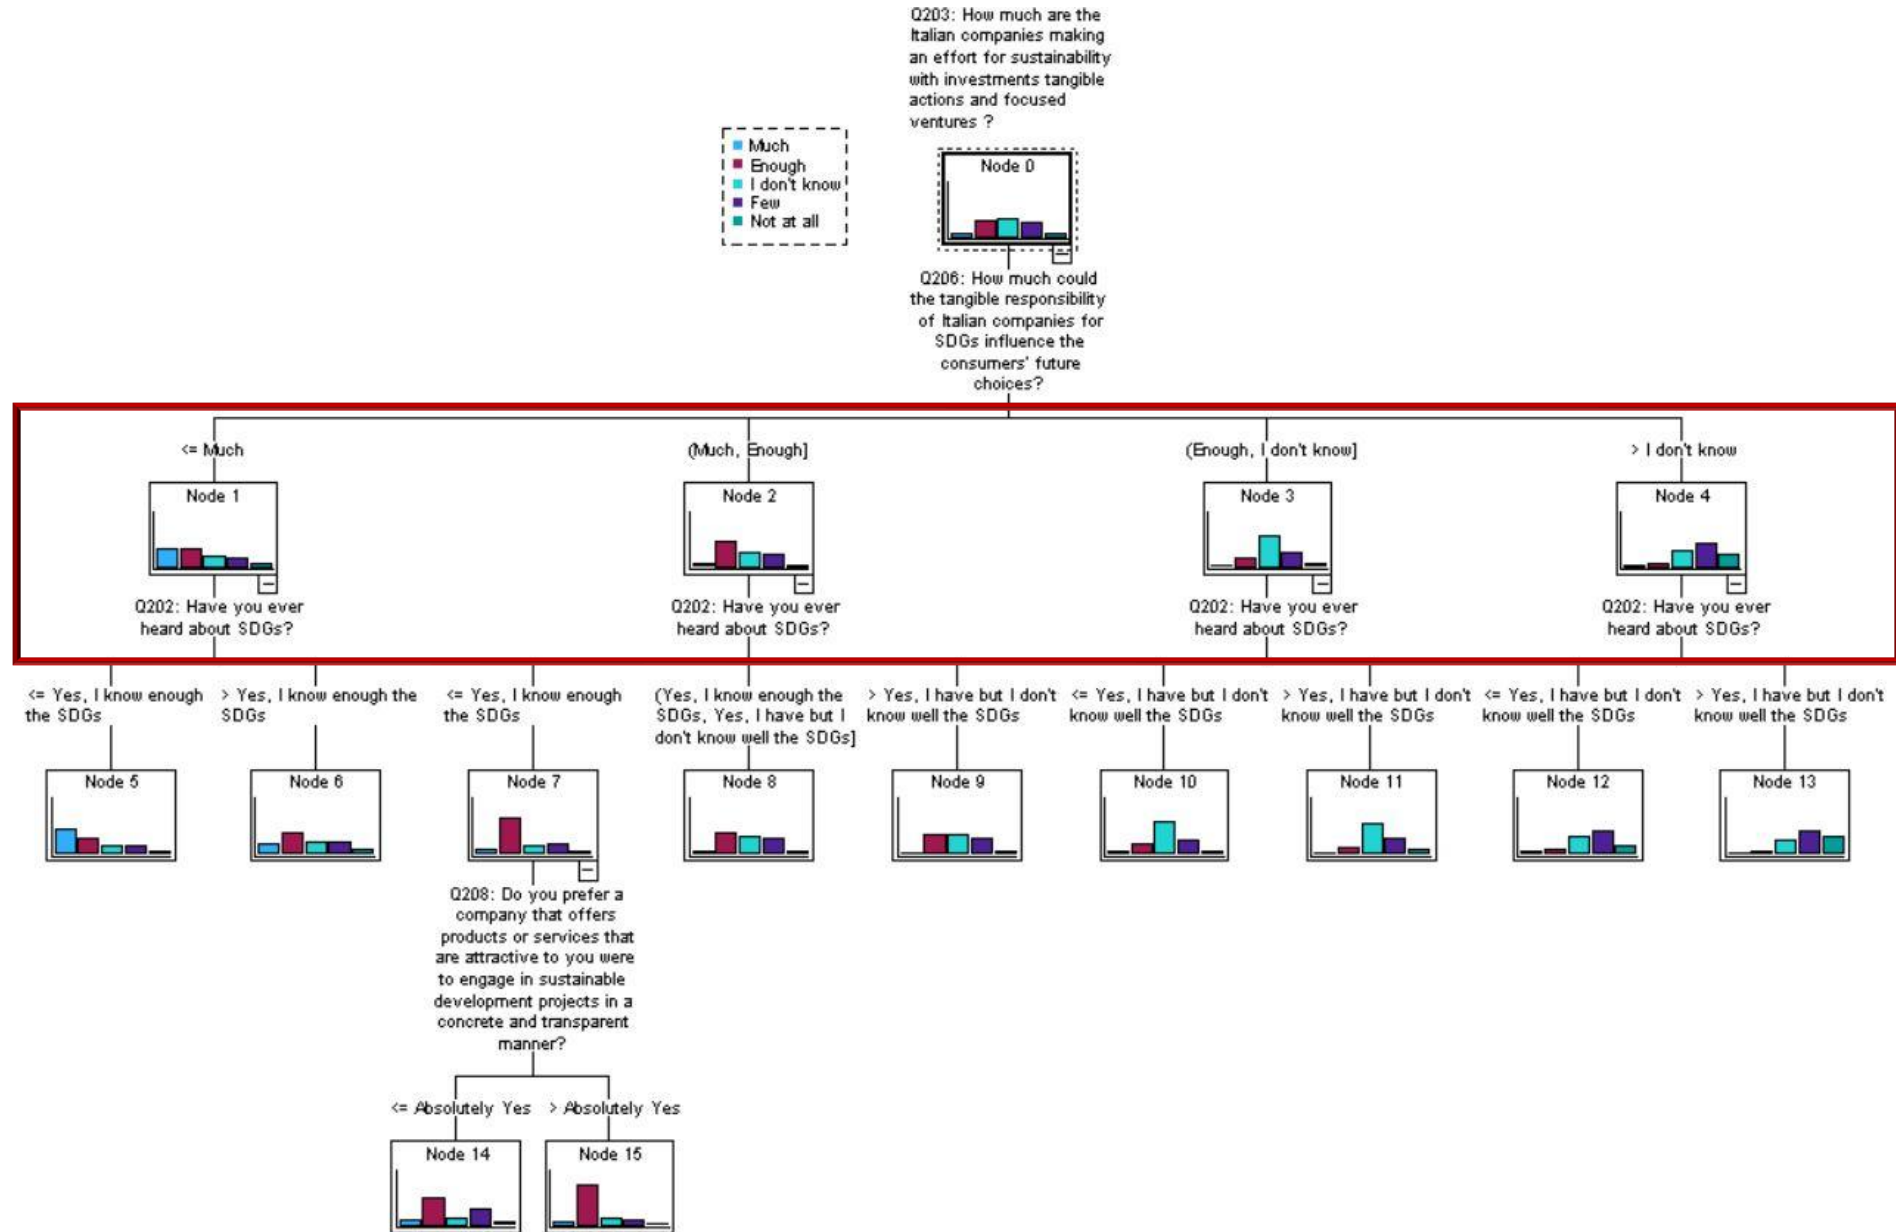 Q203: How much are the
Italian companies making
an effort for sustainability
with investments tangible
actions and focused
ventures ?
Much
Enough
I don't know
Few
Not at all
Node 0
Q206: How much could
the tangible responsibility
of Italian companies for
SDGs influence the
consumers' future
choices?
<= Much
(Much, Enough]
(Enough, I don't know]
> I don't know
Node 1
Node 2
Node 3
Node 4
Q202: Have you ever
heard about SDGs?
Q202: Have you ever
heard about SDGs?
Q202: Have you ever
heard about SDGs?
Q202: Have you ever
heard about SDGs?
<= Yes, I know enough
the SDGs
> Yes, I know enough the
SDGs
<= Yes, I know enough
the SDGs
(Yes, I know enough the
SDGs, Yes, I have but I
don't know well the SDGs]
> Yes, I have but I don't
know well the SDGs
<= Yes, I have but I don't
know well the SDGs
> Yes, I have but I don't
know well the SDGs
<= Yes, I have but I don't
know well the SDGs
> Yes, I have but I don't
know well the SDGs
Node 5
Node 6
Node 7
Node 8
Node 9
Node 10
Node 11
Node 12
Node 13
Q208: Do you prefer a
company that offers
products or services that
are attractive to you were
to engage in sustainable
development projects in a
concrete and transparent
manner?
<= Absolutely Yes
> Absolutely Yes
Node 14
Node 15